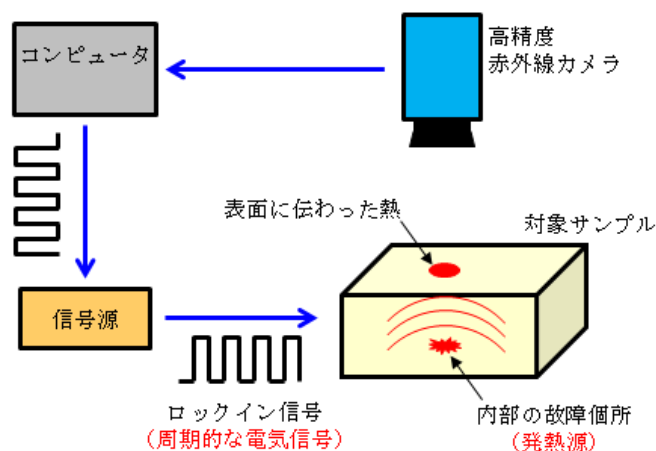 コンピュータ
高精度
赤外線カメラ
表面に伝わった熱
対象サンプル
信号源
ロックイン信号
(周期的な電気信号)
内部の故障個所
(発熱源)